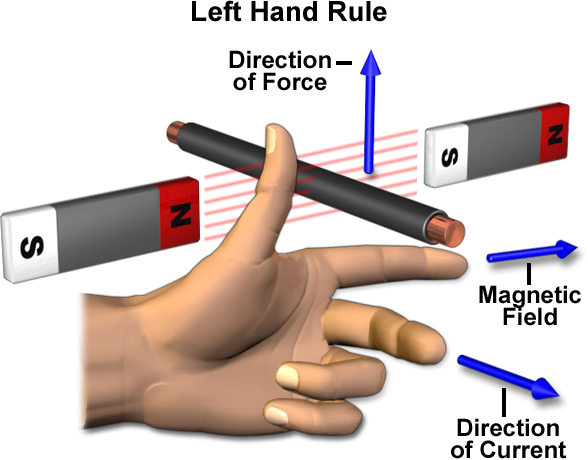 Left Hand Rule
Direction
of Force
S
N
S
N
Magnetic
Field
Direction
of Current